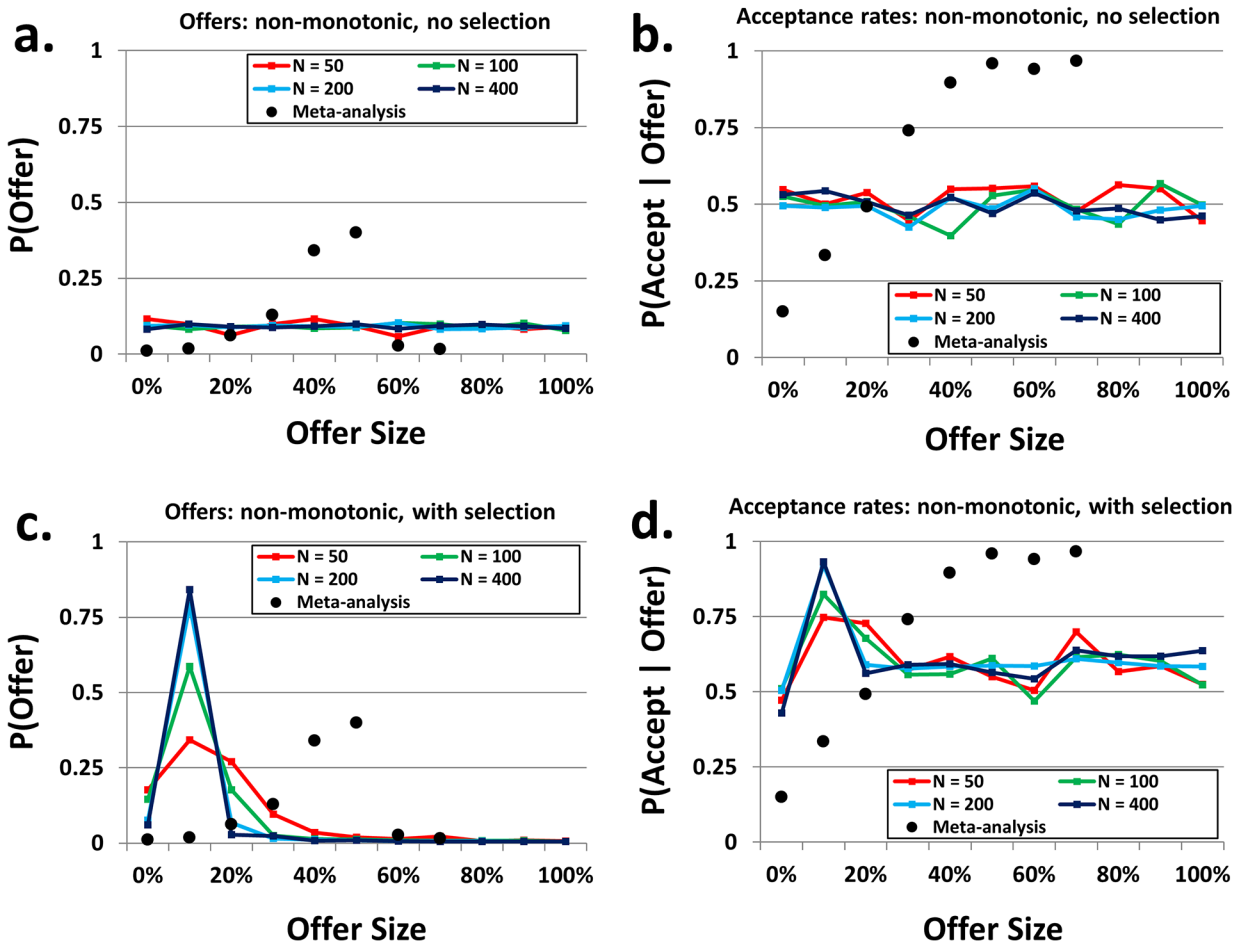 a.
Offers: non-monotonic, no selection
1
0.75
0.5
0.25
0
P(Offer)
N = 50
N = 100
N = 200
N = 400
Meta-analysis
0%
20%
40%
60%
80%
100%
Offer Size
b.
Acceptance rates: non-monotonic, no selection
1
0.75
0.5
0.25
0
P(Accept | Offer)
N = 50
N = 100
N = 200
N = 400
Meta-analysis
0%
20%
40%
60%
80%
100%
Offer Size
c.
Offers: non-monotonic, with selection
1
0.75
0.5
0.25
0
P(Offer)
N = 50
N = 100
N = 200
N = 400
Meta-analysis
0%
20%
40%
60%
80%
100%
Offer Size
d.
Acceptance rates: non-monotonic, with selection
1
0.75
0.5
0.25
0
P(Accept | Offer)
N = 50
N = 100
N = 200
N = 400
Meta-analysis
0%
20%
40%
60%
80%
100%
Offer Size